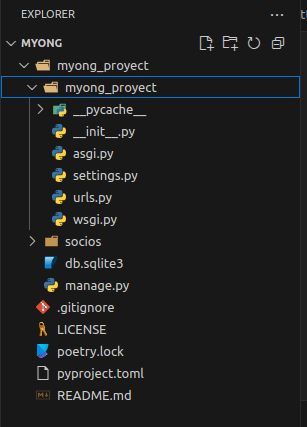 EXPLORER
MYONG
myong_proyect
myong_proyect
__pycache__
__init__.py
asgi.py
settings.py
urls.py
wsgi.py
socios
db.sqlite3
manage.py
.gitignore
LICENSE
poetry.lock
pyproject.toml
README.md